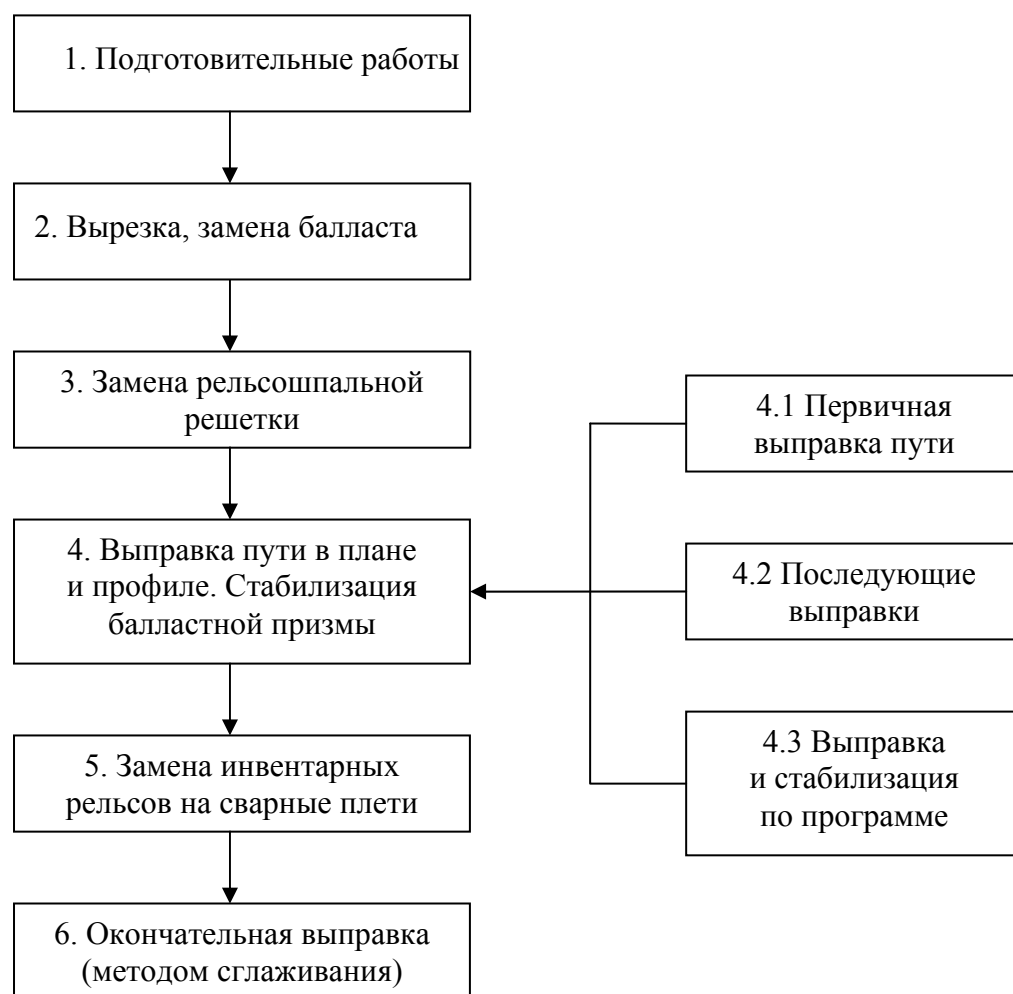 1. Подготовительные работы
2. Вырезка, замена балласта
3. Замена рельсошпальной
решетки
4. Выправка пути в плане
и профиле. Стабилизация
балластной призмы
4.1 Первичная
выправка пути
4.2 Последующие
выправки
4.3 Выправка
и стабилизация
по программе
5. Замена инвентарных
рельсов на сварные плети
6. Окончательная выправка
(методом сглаживания)